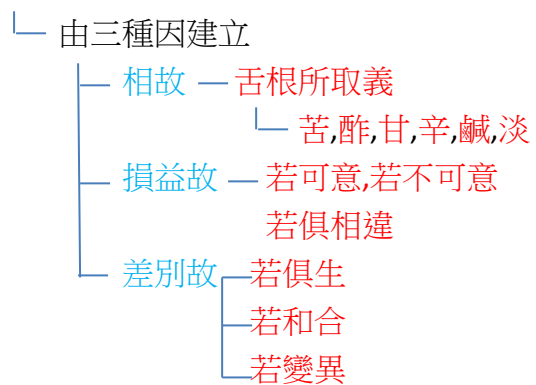 由三種因建立
相故 舌根所取義
苦,酢,甘,辛,鹹,淡
損益故 若可意,若不可意
若俱相違
差別故 若俱生
若和合
若變異